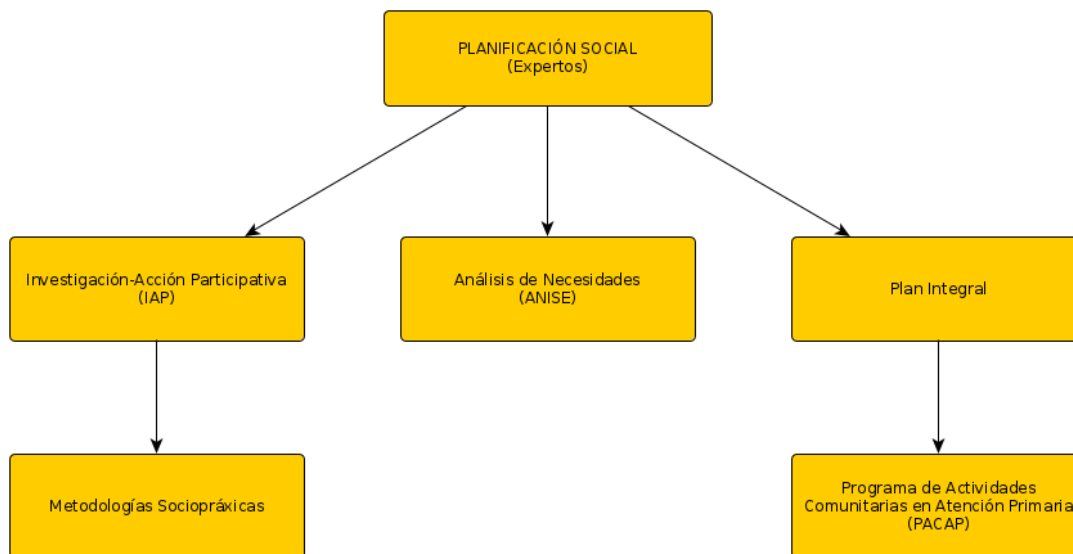 PLANIFICACIÓN SOCIAL
(Expertos)
Investigación-Acción Participativa
(IAP)
Análisis de Necesidades
(ANISE)
Plan Integral
Metodologías Sociopráxicas
Programa de Actividades
Comunitarias en Atención Primaria
(PACAP)